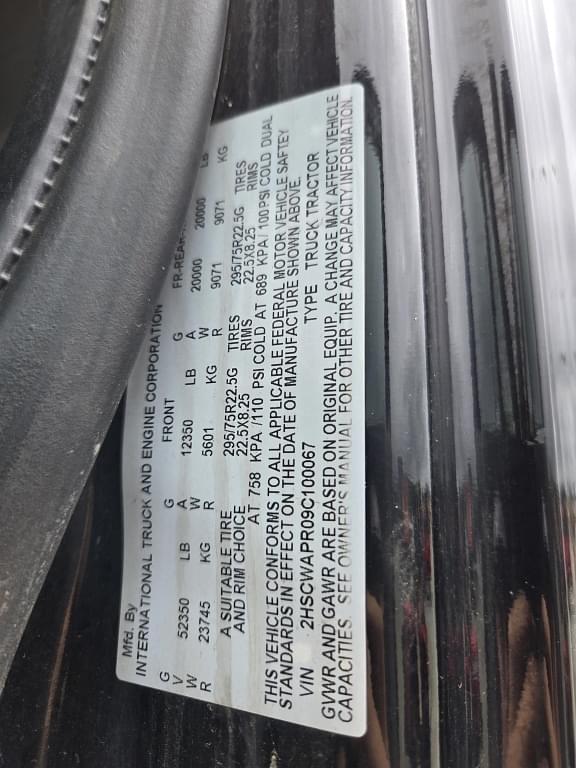 Mfd. By
INTERNATIONAL TRUCK AND ENGINE CORPORATION
G G FRONT G FR-REAR
V 52350 LB A 12350 LB A 20000 20000 LB
W W W
R 23745 KG R 5601 KG R 9071 9071 KG
A SUITABLE TIRE 295/75R22.5G TIRES 295/75R22.5G TIRES
AND RIM CHOICE 22.5X8.25 RIMS 22.5X8.25 RIMS
AT 758 KPA /110 PSI COLD AT 689 KPA / 100PSI COLD DUAL
THIS VEHICLE CONFORMS TO ALL APPLICABLE FEDERAL MOTOR VEHICLE SAFTEY
STANDARDS IN EFFECT ON THE DATE OF MANUFACTURE SHOWN ABOVE.
VIN 2HSCWAPR09C100067 TYPE TRUCK TRACTOR
GVWR AND GAWR ARE BASED ON ORIGINAL EQUIP. A CHANGE MAY AFFECT VEHICLE
CAPACITIES. SEE OWNER'S MANUAL FOR OTHER TIRE AND CAPACITY INFORMATION.